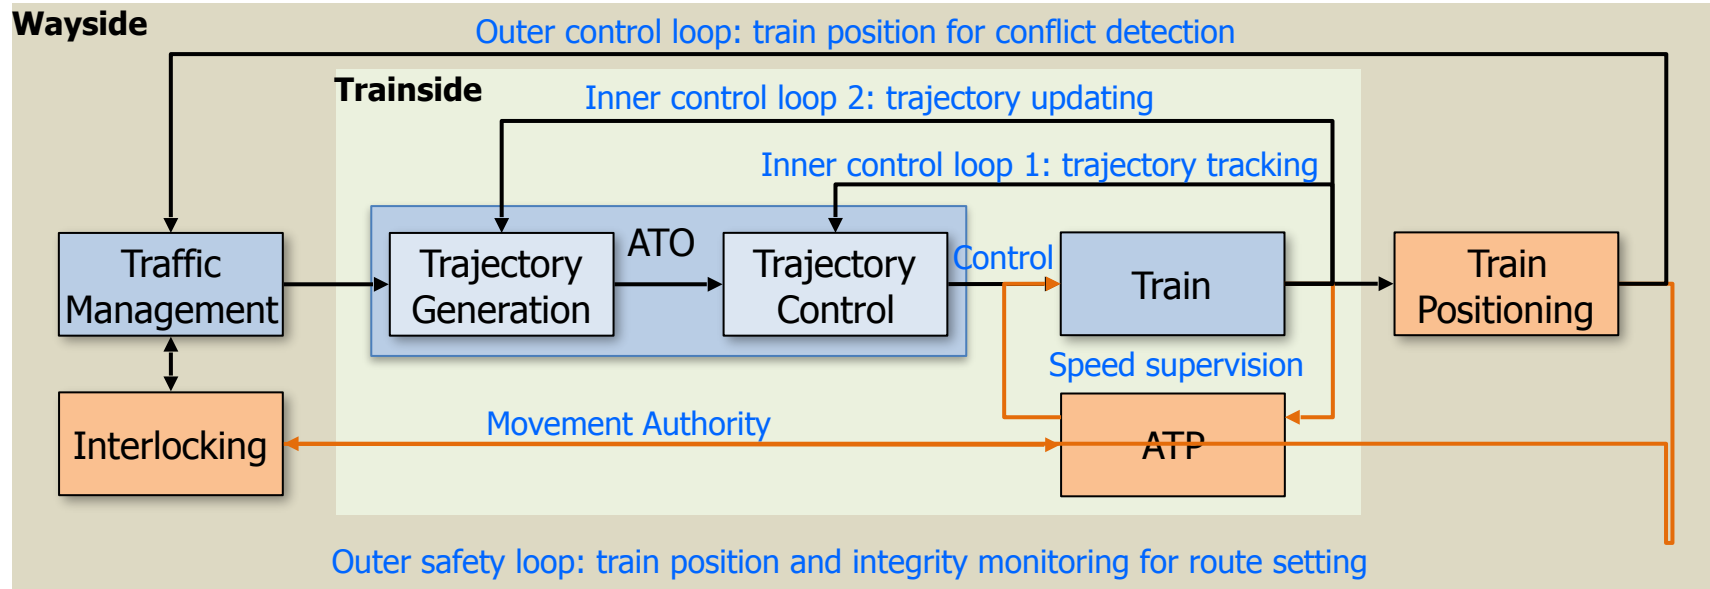 Wayside
Outer control loop: train position for conflict detection
Trainside
Inner control loop 2: trajectory updating
Inner control loop 1: trajectory tracking
Traffic
Management
Trajectory
Generation
ATO
Trajectory
Control
Control
Train
Train
Positioning
Speed supervision
Interlocking
Movement Authority
ATP
Outer safety loop: train position and integrity monitoring for route setting